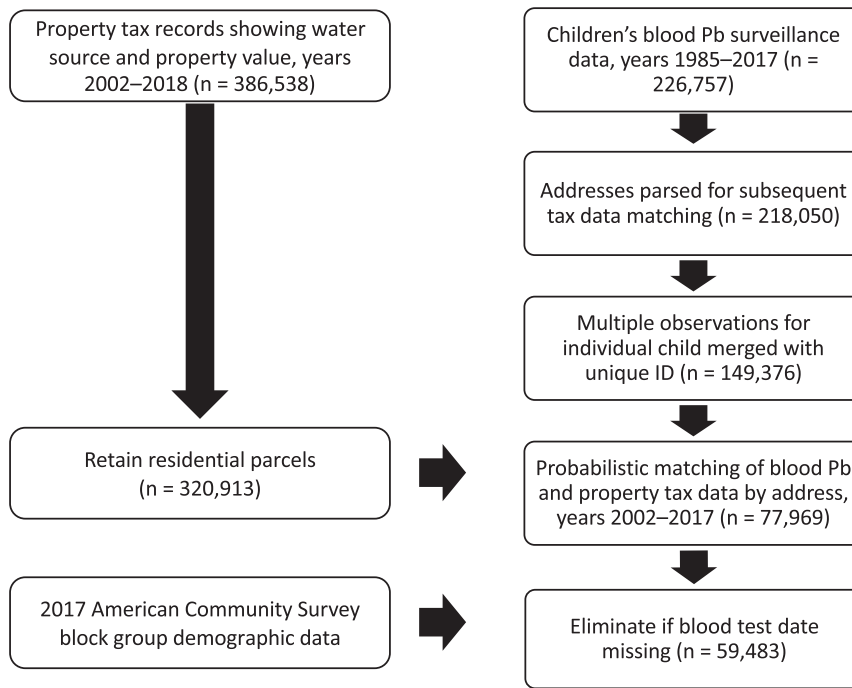 Property tax records showing water
source and property value, years
2002–2018 (n = 386,538)
Children's blood Pb surveillance
data, years 1985–2017 (n =
226,757)
Addresses parsed for subsequent
tax data matching (n = 218,050)
Multiple observations for
individual child merged with
unique ID (n = 149,376)
Retain residential parcels
(n = 320,913)
Probabilistic matching of blood Pb
and property tax data by address,
years 2002–2017 (n = 77,969)
2017 American Community Survey
block group demographic data
Eliminate if blood test date
missing (n = 59,483)